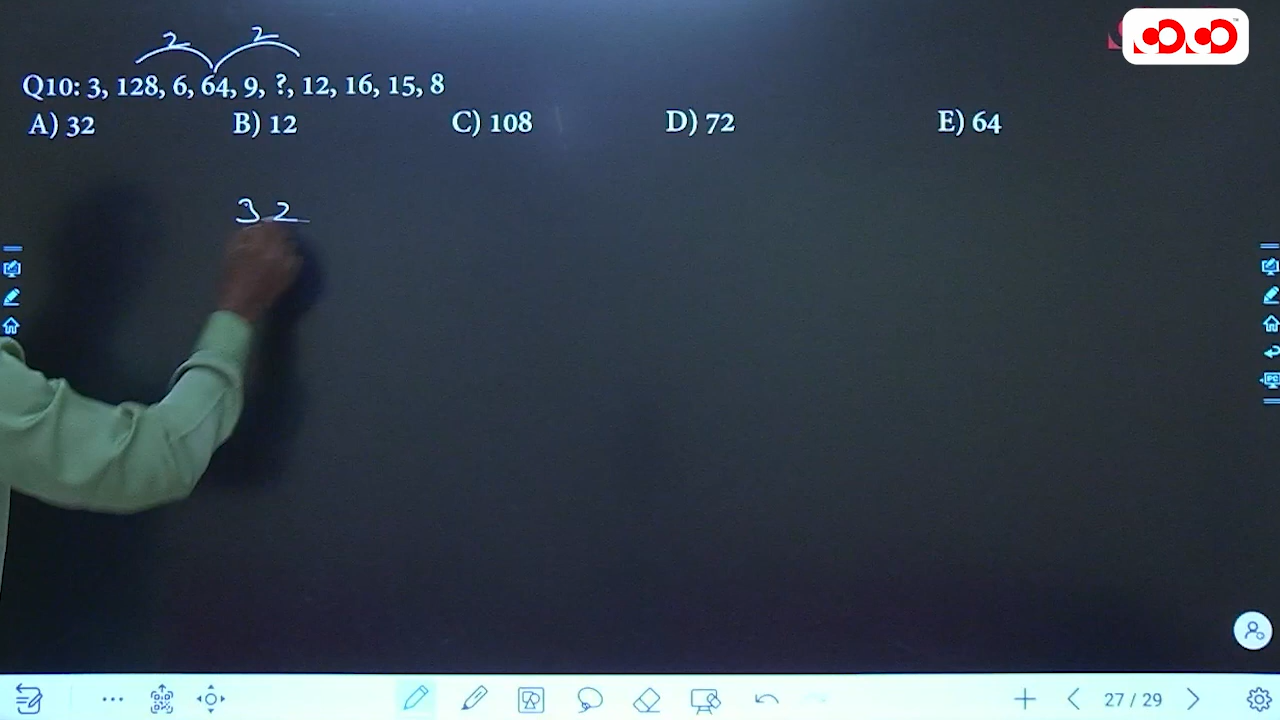 2 2
Q10: 3, 128, 6, 64, 9, ?, 12, 16, 15, 8
A) 32 B) 12 C) 108 D) 72 E) 64
32
27 / 29